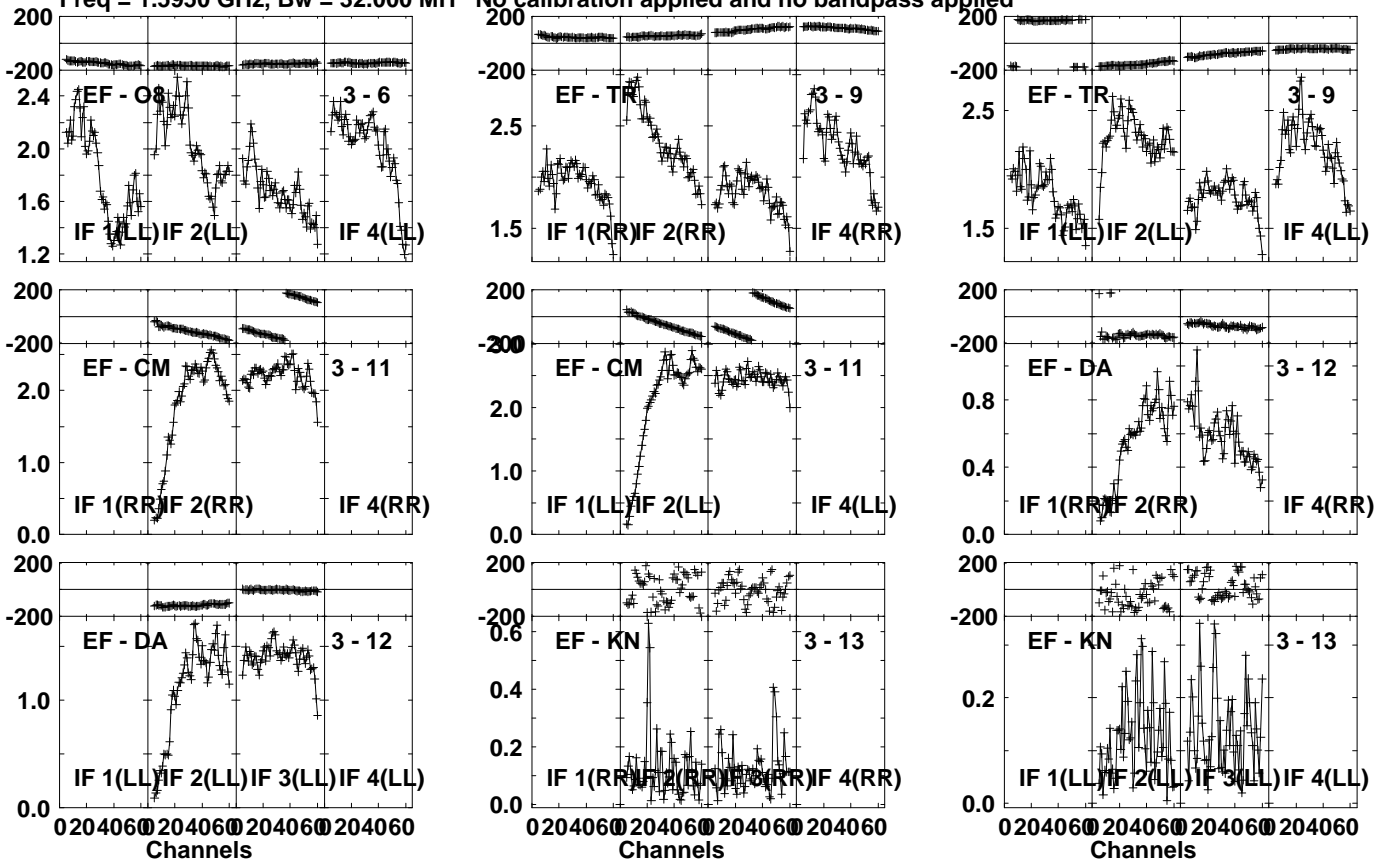 Freq = 1.5950 GHz, Bw = 32.000 MH No calibration applied and no bandpass applied
200
-200
2.4
2.0
1.6
1.2
EF - O8
3 - 6
IF 1(LL)
IF 2(LL)
IF 4(LL)
200
-200
2.5
1.5
EF - TR
3 - 9
IF 1(RR)
IF 2(RR)
IF 4(RR)
200
-200
2.5
1.5
EF - TR
3 - 9
IF 1(LL)
IF 2(LL)
IF 4(LL)
200
-200
2.0
1.0
0.0
EF - CM
3 - 11
IF 1(RR)
IF 2(RR)
IF 4(RR)
200
-200
3.0
2.0
1.0
0.0
EF - CM
3 - 11
IF 1(LL)
IF 2(LL)
IF 4(LL)
200
-200
0.8
0.4
0.0
EF - DA
3 - 12
IF 1(RR)
IF 2(RR)
IF 4(RR)
200
-200
1.0
0.0
EF - DA
3 - 12
IF 1(LL)
IF 2(LL)
IF 3(LL)
IF 4(LL)
0 20 40 60 0 20 40 60 0 20 40 60 0 20 40 60
Channels
200
-200
0.6
0.4
0.2
0.0
EF - KN
3 - 13
IF 1(RR)
IF 2(RR)
IF 3(RR)
IF 4(RR)
0 20 40 60 0 20 40 60 0 20 40 60 0 20 40 60
Channels
200
-200
0.2
0.0
EF - KN
3 - 13
IF 1(LL)
IF 2(LL)
IF 3(LL)
IF 4(LL)
0 20 40 60 0 20 40 60 0 20 40 60 0 20 40 60
Channels